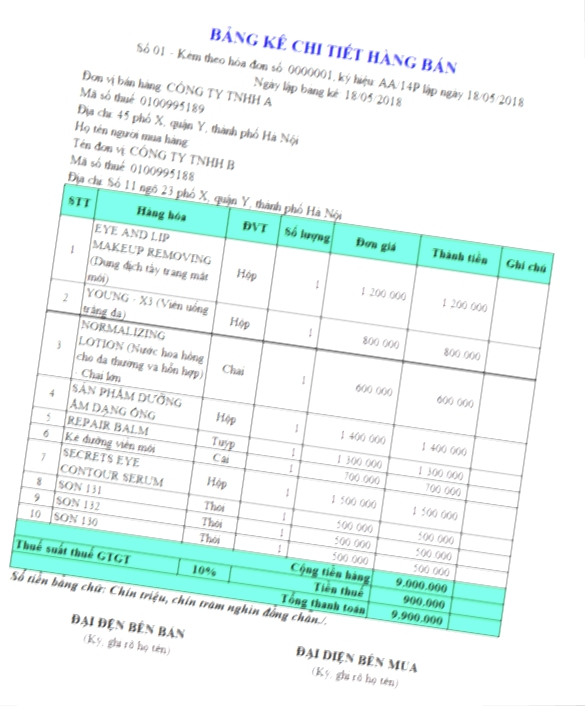 BẢNG KÊ CHI TIẾT HÀNG BÁN
Số 01 - Kèm theo hóa đơn số 0000001, ký hiệu AA/14P lập ngày 18/05/2018
Ngày lập bảng kê 18/05/2018
Đơn vị bán hàng CÔNG TY TNHH A
Mã số thuế 0100995189
Địa chỉ 45 phố X, quận Y, thành phố Hà Nội
Họ tên người mua hàng
Tên đơn vị CÔNG TY TNHH B
Mã số thuế 0100995188
Địa chỉ Số 11 ngõ 23 phố X, quận Y, thành phố Hà Nội
STT Hàng hóa ĐVT Số lượng Đơn giá Thành tiền Ghi chú
EYE AND LIP
1 MAKEUP REMOVING Hộp 1 1 200 000 1 200 000
(Dung dịch tẩy trang mắt
môi)
2 YOUNG - X3 (Viên uống Hộp 1 800 000 800 000
trắng da)
NORMALIZING
3 LOTION (Nước hoa hồng Chai 1 600 000 600 000
cho da thường và hỗn hợp)
- Chai lớn
4 SẢN PHẨM DƯỠNG Hộp 1 1 400 000 1 400 000
ẨM DẠNG ỐNG
5 REPAIR BALM Tuýp 1 1 300 000 1 300 000
6 Kẻ đường viền môi Cái 1 700 000 700 000
7 SECRETS EYE Hộp 1 1 500 000 1 500 000
CONTOUR SERUM
8 SON 131 Thỏi 1 500 000 500 000
9 SON 132 Thỏi 1 500 000 500 000
10 SON 130 Thỏi 1 500 000 500 000
Cộng tiền hàng 9.000.000
Thuế suất thuế GTGT 10% Tiền thuế 900.000
Tổng thanh toán 9.900.000
Số tiền bằng chữ: Chín triệu, chín trăm nghìn đồng chẵn./.
ĐẠI DỆN BÊN BÁN
(Ký, ghi rõ họ tên)
ĐẠI DIỆN BÊN MUA
(Ký, ghi rõ họ tên)